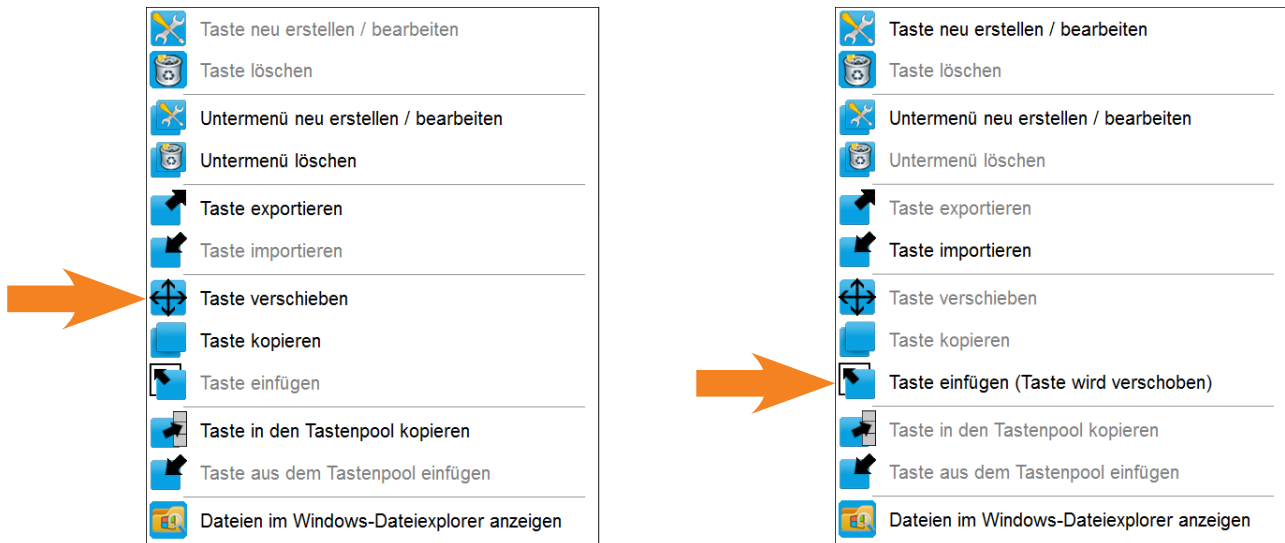 Taste neu erstellen / bearbeiten
Taste löschen
Untermenü neu erstellen / bearbeiten
Untermenü löschen
Taste exportieren
Taste importieren
Taste verschieben
Taste kopieren
Taste einfügen
Taste in den Tastenpool kopieren
Taste aus dem Tastenpool einfügen
Dateien im Windows-Dateiexplorer anzeigen
Taste neu erstellen / bearbeiten
Taste löschen
Untermenü neu erstellen / bearbeiten
Untermenü löschen
Taste exportieren
Taste importieren
Taste verschieben
Taste kopieren
Taste einfügen (Taste wird verschoben)
Taste in den Tastenpool kopieren
Taste aus dem Tastenpool einfügen
Dateien im Windows-Dateiexplorer anzeigen